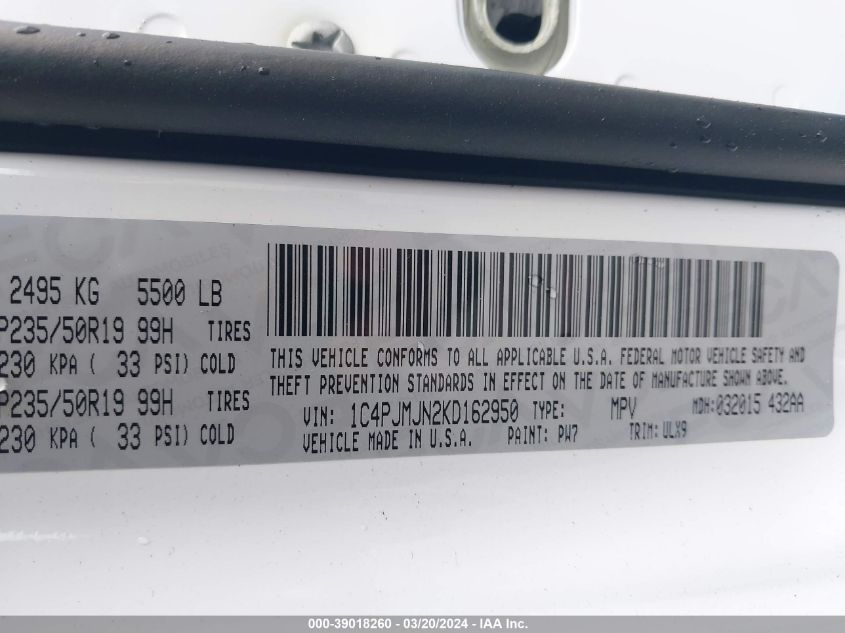 2495 KG 5500 LB
P235/50R19 99H TIRES
230 KPA ( 33 PSI) COLD
P235/50R19 99H TIRES
230 KPA ( 33 PSI) COLD
THIS VEHICLE CONFORMS TO ALL APPLICABLE U.S.A. FEDERAL MOTOR VEHICLE SAFETY AND
THEFT PREVENTION STANDARDS IN EFFECT ON THE DATE OF MANUFACTURE SHOWN ABOVE.
VIN: 1C4PJMJN2KD162950 TYPE: MPV MDH:032015 432AA
VEHICLE MADE IN U.S.A. PAINT: PW7 TRIM: ULX9
000-39018260 - 03/20/2024 - IAA Inc.